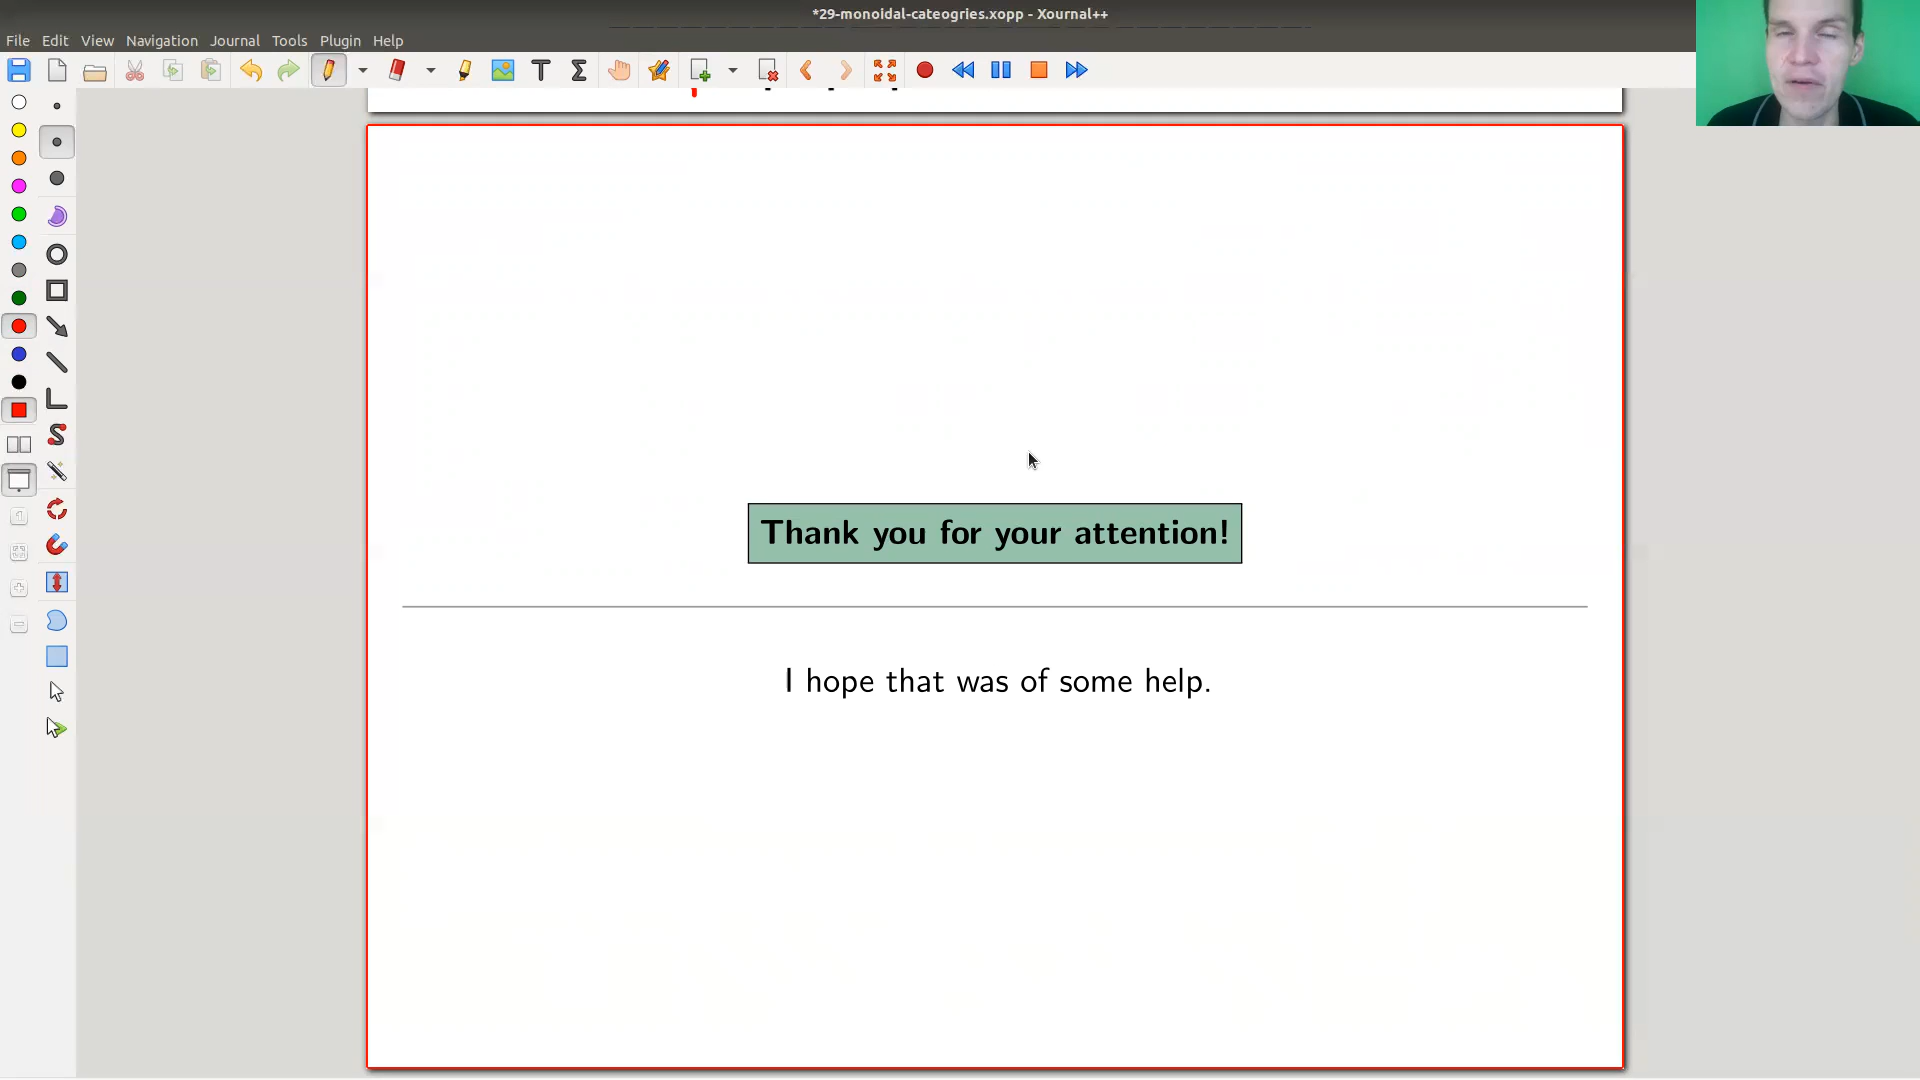 *29-monoidal-cateogries.xopp - Xournal++
File Edit View Navigation Journal Tools Plugin Help
Thank you for your attention!
I hope that was of some help.